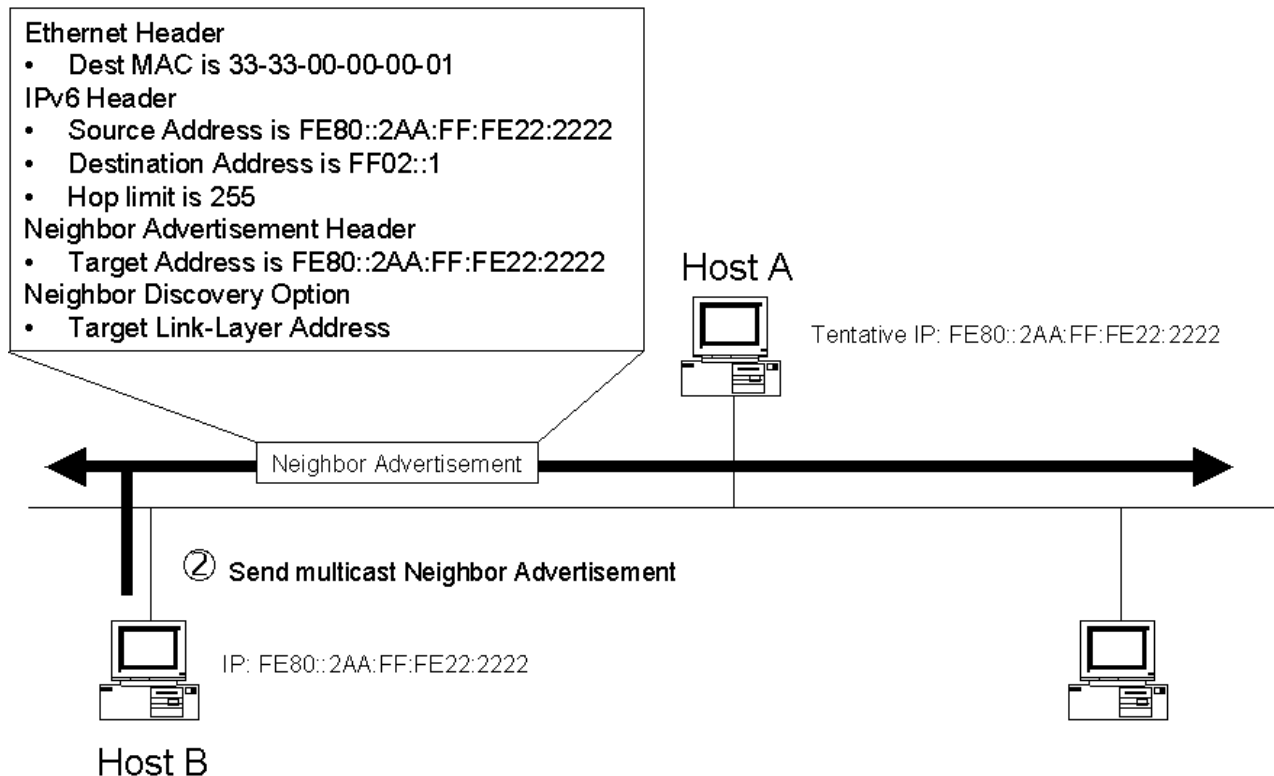 Ethernet Header
• Dest MAC is 33-33-00-00-00-01
IPv6 Header
• Source Address is FE80::2AA:FF:FE22:2222
• Destination Address is FF02::1
• Hop limit is 255
Neighbor Advertisement Header
• Target Address is FE80::2AA:FF:FE22:2222
Neighbor Discovery Option
• Target Link-Layer Address
Host A
Tentative IP: FE80::2AA:FF:FE22:2222
Neighbor Advertisement
② Send multicast Neighbor Advertisement
IP: FE80::2AA:FF:FE22:2222
Host B